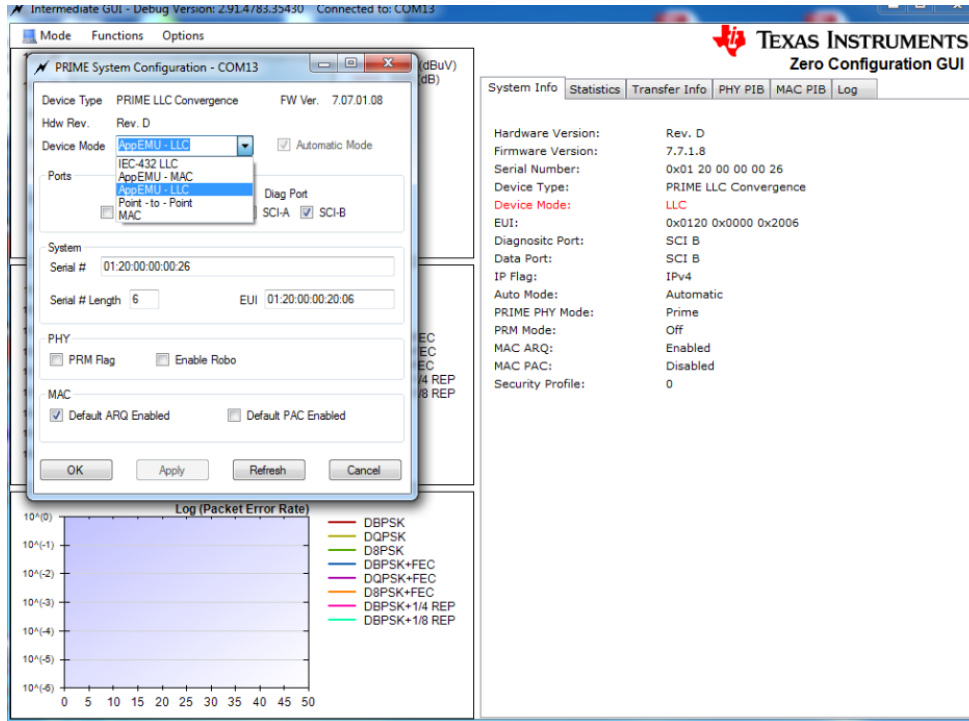 Intermediate GUI - Debug Version: 2.91.4783.35430 Connected to: COM13
Mode Functions Options
TEXAS INSTRUMENTS
Zero Configuration GUI
PRIME System Configuration - COM13
(dBuV)
(dB)
Device Type PRIME LLC Convergence FW Ver. 7.07.01.08
Hdw Rev. Rev. D
Device Mode AppEMU - LLC Automatic Mode
IEC-432 LLC
AppEMU - MAC
AppEMU - LLC
Point -to - Point
MAC
Ports
Diag Port
SCI-A SCI-B
System
Serial # 01:20:00:00:00:26
Serial # Length 6 EUI 01:20:00:00:20:06
PHY
PRM Flag Enable Robo
MAC
Default ARQ Enabled Default PAC Enabled
OK Apply Refresh Cancel
EC
EC
EC
/4 REP
/8 REP
System Info Statistics Transfer Info PHY PIB MAC PIB Log
Hardware Version: Rev. D
Firmware Version: 7.7.1.8
Serial Number: 0x01 20 00 00 00 26
Device Type: PRIME LLC Convergence
Device Mode: LLC
EUI: 0x0120 0x0000 0x2006
Diagnositc Port: SCI B
Data Port: SCI B
IP Flag: IPv4
Auto Mode: Automatic
PRIME PHY Mode: Prime
PRM Mode: Off
MAC ARQ: Enabled
MAC PAC: Disabled
Security Profile: 0
Log (Packet Error Rate)
10^(0)
10^(-1)
10^(-2)
10^(-3)
10^(-4)
10^(-5)
10^(-6)
0 5 10 15 20 25 30 35 40 45 50
DBPSK
DQPSK
D8PSK
DBPSK+FEC
DQPSK+FEC
D8PSK+FEC
DBPSK+1/4 REP
DBPSK+1/8 REP